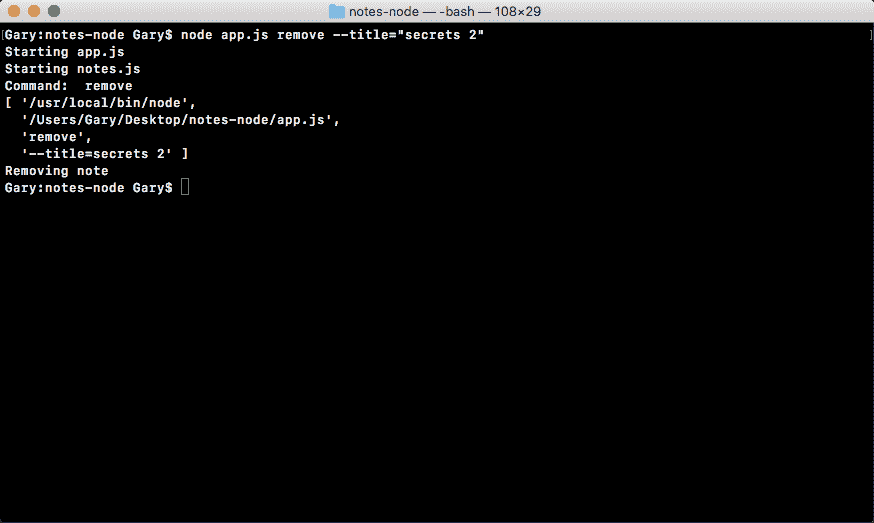 notes-node — -bash — 108×29
Gary:notes-node Gary$ node app.js remove --title="secrets 2"
Starting app.js
Starting notes.js
Command:  remove
[ '/usr/local/bin/node',
  '/Users/Gary/Desktop/notes-node/app.js',
  'remove',
  '--title=secrets 2' ]
Removing note
Gary:notes-node Gary$